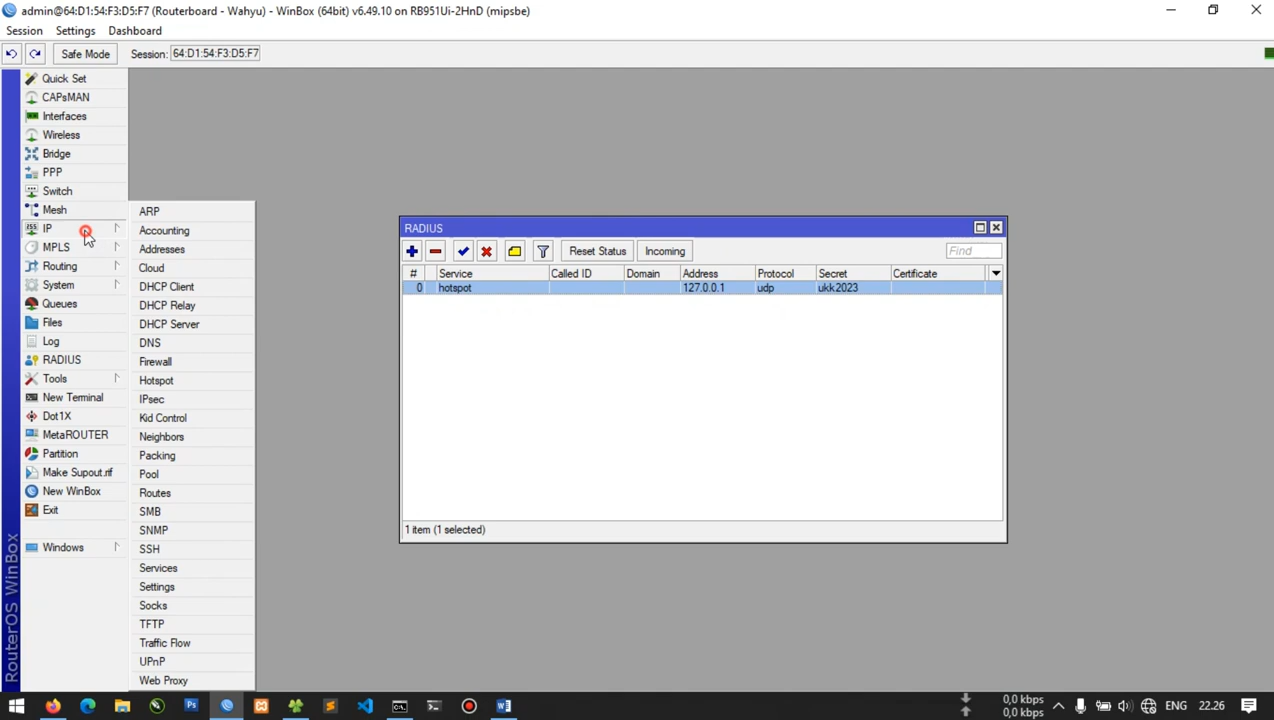 admin@64:D1:54:F3:D5:F7 (Routerboard - Wahyu) - WinBox (64bit) v6.49.10 on RB951Ui-2HnD (mipsbe)
Session Settings Dashboard
Safe Mode Session: 64:D1:54:F3:D5:F7
Quick Set
CAPsMAN
Interfaces
Wireless
Bridge
PPP
Switch
Mesh
IP
MPLS
Routing
System
Queues
Files
Log
RADIUS
Tools
New Terminal
Dot1X
MetaROUTER
Partition
Make Supout.rif
New WinBox
Exit
Windows
RouterOS WinBox
ARP
Accounting
Addresses
Cloud
DHCP Client
DHCP Relay
DHCP Server
DNS
Firewall
Hotspot
IPsec
Kid Control
Neighbors
Packing
Pool
Routes
SMB
SNMP
SSH
Services
Settings
Socks
TFTP
Traffic Flow
UPnP
Web Proxy
RADIUS
Reset Status Incoming Find
# Service Called ID Domain Address Protocol Secret Certificate
0 hotspot 127.0.0.1 udp ukk2023
1 item (1 selected)
0,0 kbps
0,0 kbps
ENG 22.26